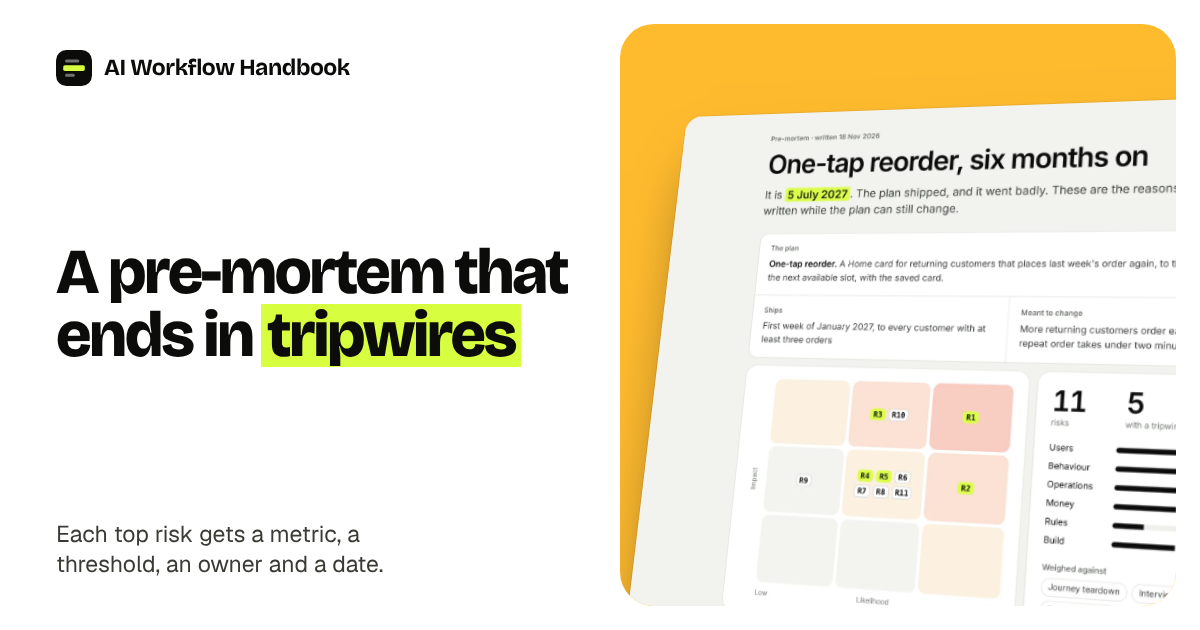 AI Workflow Handbook
A pre-mortem that
ends in tripwires
Each top risk gets a metric, a
threshold, an owner and a date.
Pre-mortem · written 18 Nov 2026
One-tap reorder, six months on
It is 5 July 2027. The plan shipped, and it went badly. These are the reasons
written while the plan can still change.
The plan
One-tap reorder. A Home card for returning customers that places last week's order again, to
the next available slot, with the saved card.
Ships
First week of January 2027, to every customer with at
least three orders
Meant to change
More returning customers order
repeat order takes under two
Impact
R3 R10
R1
R9
R4 R5 R6
R7 R8 R11
R2
Low
Likelihood
11
risks
5
with a
Users
Behaviour
Operations
Money
Rules
Build
Weighed against
Journey teardown